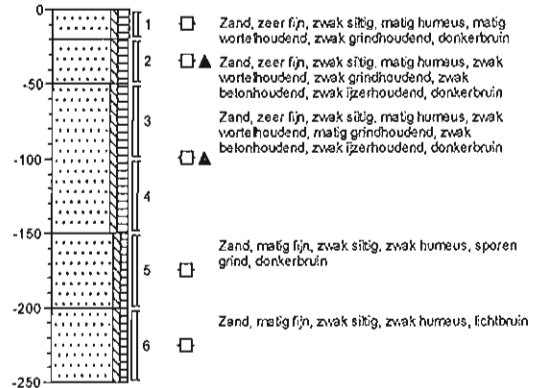 0
1
Zand, zeer fijn, zwak siltig, matig humeus, matig
wortelhoudend, zwak grindhoudend, donkerbruin
2
Zand, zeer fijn, zwak siltig, matig humeus, zwak
wortelhoudend, zwak grindhoudend, zwak
betonhoudend, zwak ijzerhoudend, donkerbruin
-50
3
Zand, zeer fijn, zwak siltig, matig humeus, zwak
wortelhoudend, matig grindhoudend, zwak
betonhoudend, zwak ijzerhoudend, donkerbruin
-100
4
-150
5
Zand, matig fijn, zwak siltig, zwak humeus, sporen
grind, donkerbruin
-200
6
Zand, matig fijn, zwak siltig, zwak humeus, lichtbruin
-250